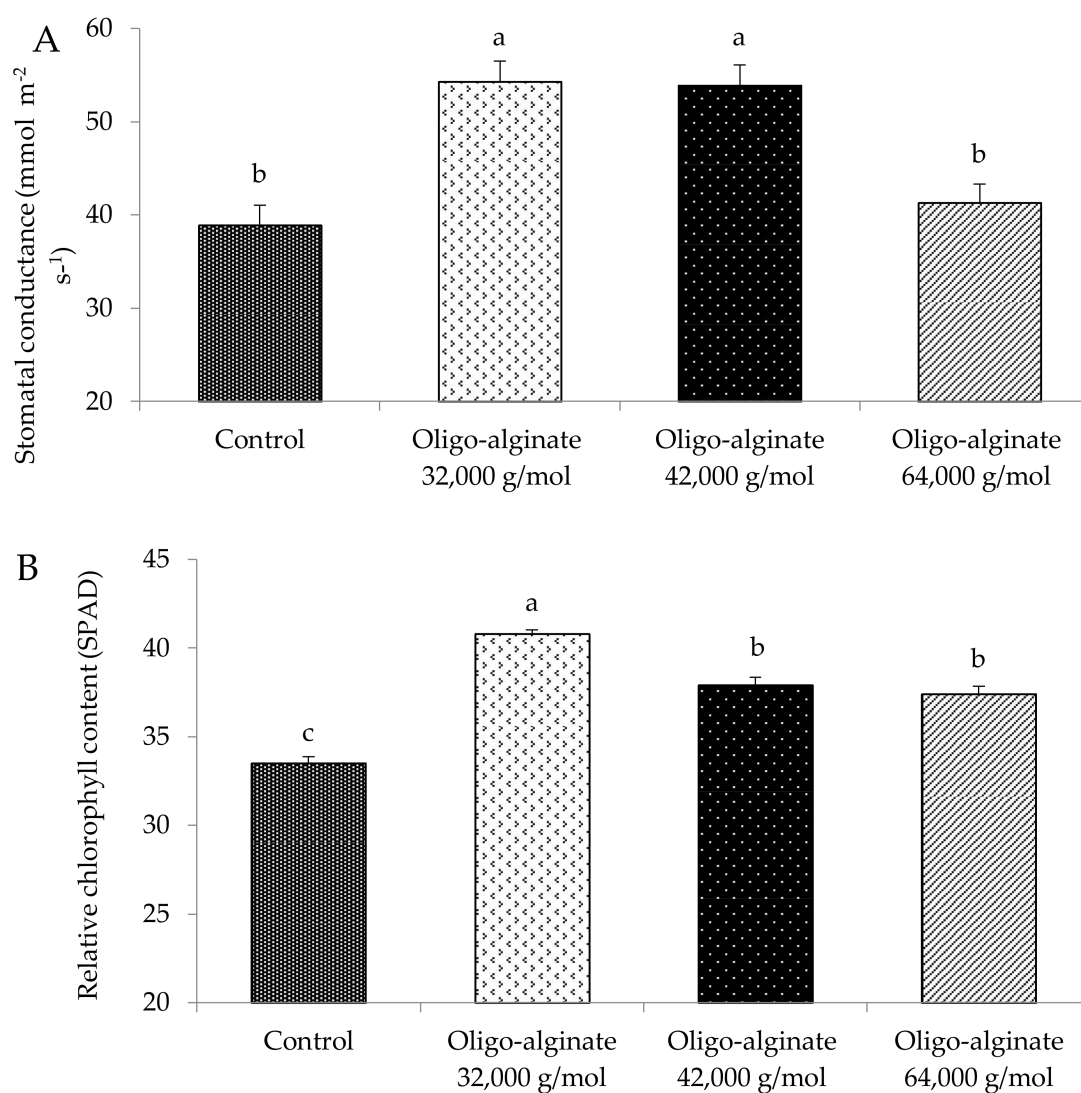 A
Stomatal conductance (mmol m-2
s-1)
60
50
40
30
20
b
a
a
b
Control
Oligo-alginate
32,000 g/mol
Oligo-alginate
42,000 g/mol
Oligo-alginate
64,000 g/mol
B
Relative chlorophyll content (SPAD)
45
40
35
30
25
20
c
a
b
b
Control
Oligo-alginate
32,000 g/mol
Oligo-alginate
42,000 g/mol
Oligo-alginate
64,000 g/mol